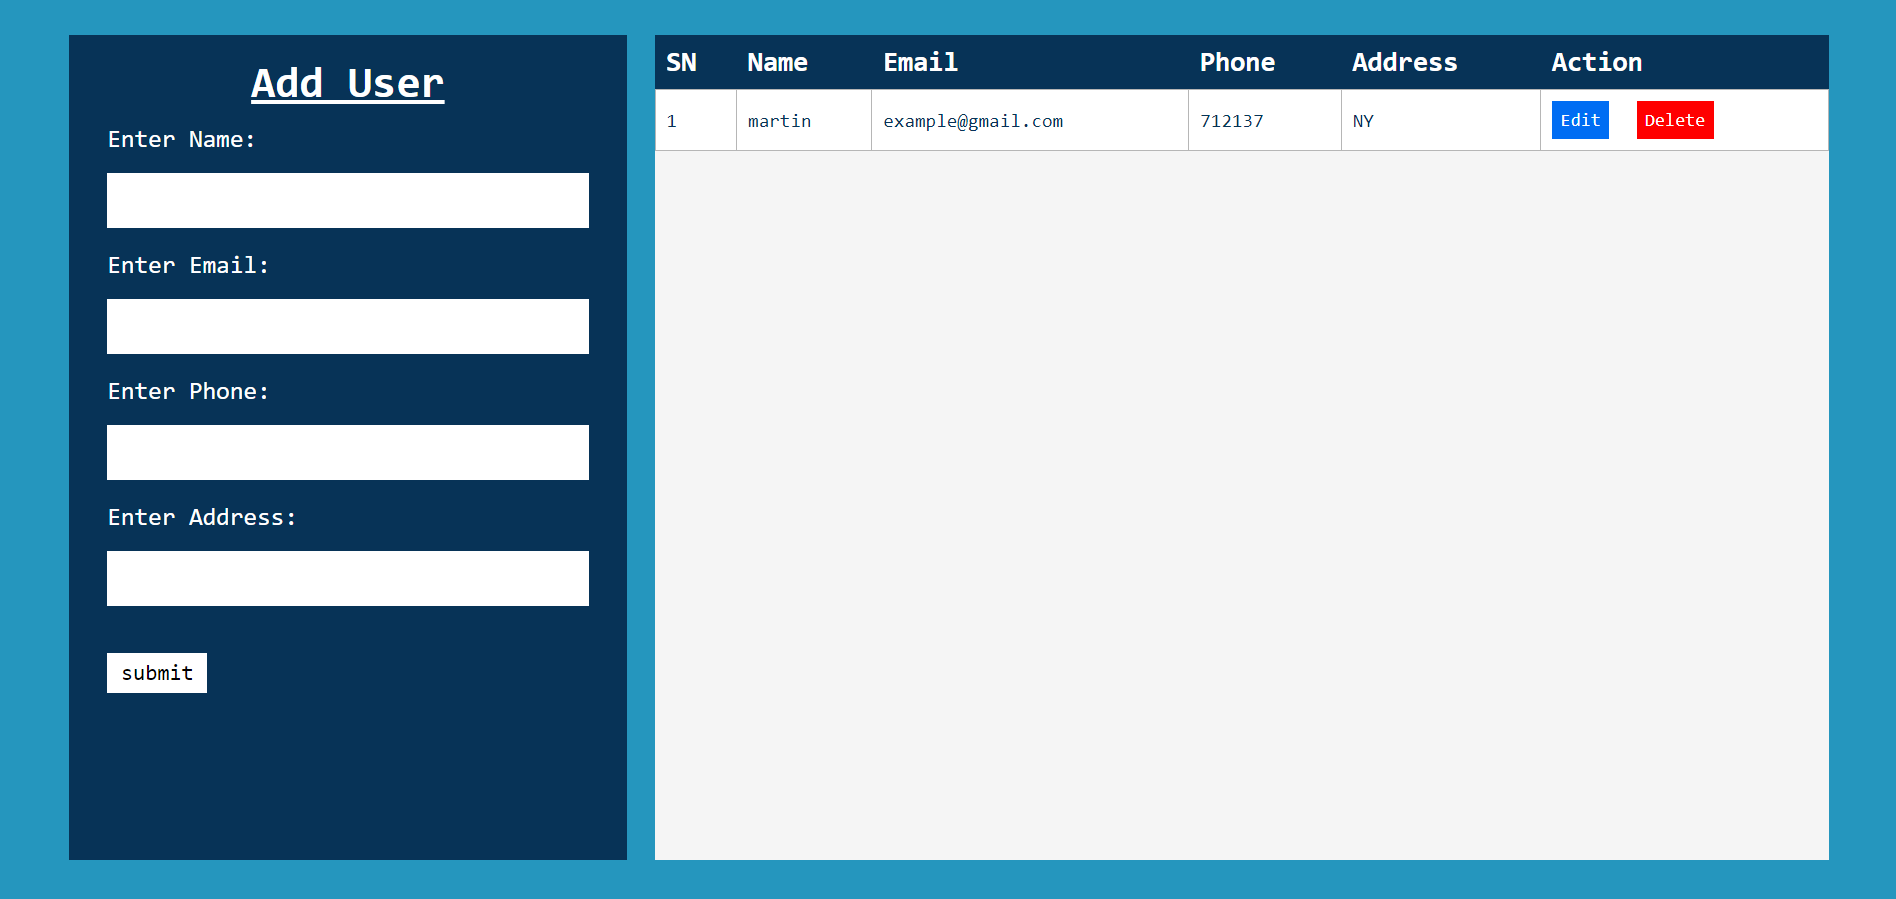 Add User
Enter Name:
Enter Email:
Enter Phone:
Enter Address:
submit
SN Name Email Phone Address Action
1 martin example@gmail.com 712137 NY Edit Delete